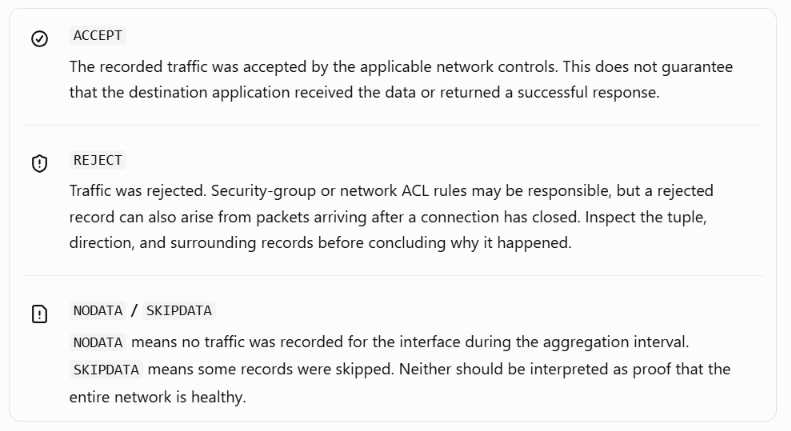 ACCEPT
The recorded traffic was accepted by the applicable network controls. This does not guarantee
that the destination application received the data or returned a successful response.
REJECT
Traffic was rejected. Security-group or network ACL rules may be responsible, but a rejected
record can also arise from packets arriving after a connection has closed. Inspect the tuple,
direction, and surrounding records before concluding why it happened.
NODATA / SKIPDATA
NODATA means no traffic was recorded for the interface during the aggregation interval.
SKIPDATA means some records were skipped. Neither should be interpreted as proof that the
entire network is healthy.